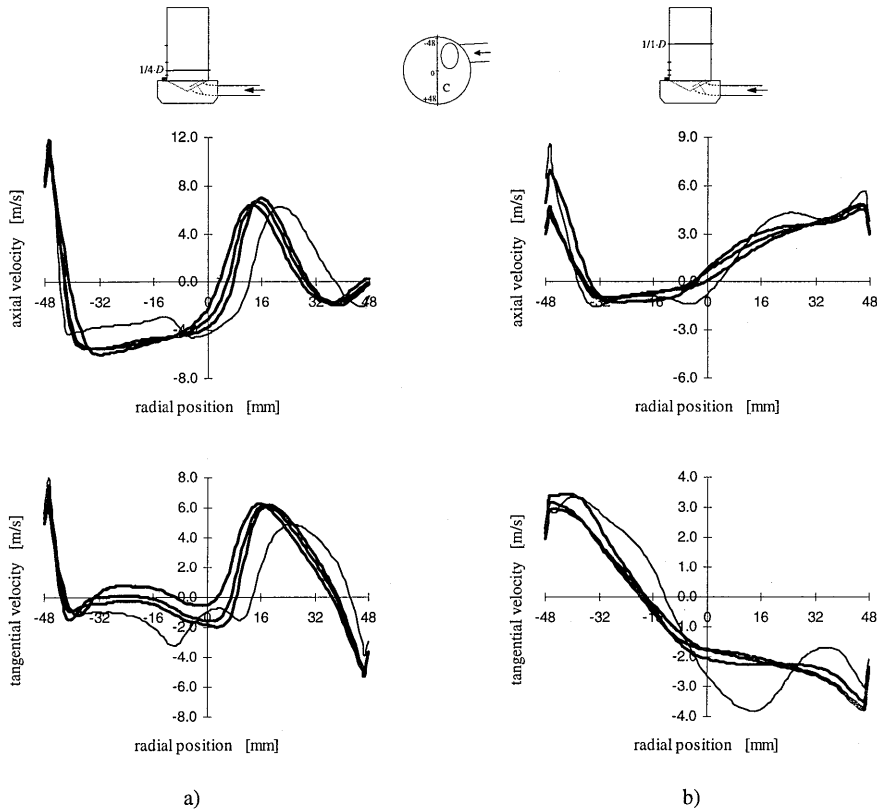 1/4·D
-48
0
C
+48
1/1·D
12.0
8.0
4.0
0.0
-48 -32 -16 0 16 32 48
-4.0
-8.0
axial velocity [m/s]
radial position [mm]
9.0
6.0
3.0
0.0
-48 -32 -16 0 16 32 48
-3.0
-6.0
axial velocity [m/s]
radial position [mm]
8.0
6.0
4.0
2.0
0.0
-48 -32 -16 0 16 32 48
-2.0
-4.0
-6.0
-8.0
tangential velocity [m/s]
radial position [mm]
4.0
3.0
2.0
1.0
0.0
-48 -32 -16 0 16 32 48
-1.0
-2.0
-3.0
-4.0
tangential velocity [m/s]
radial position [mm]
a)
b)